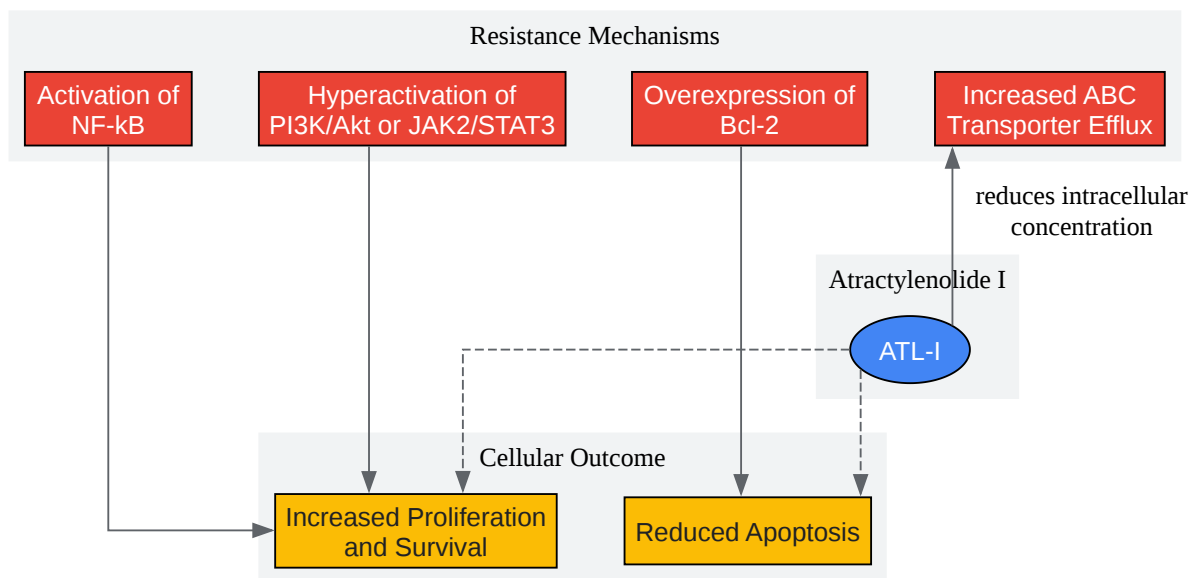 Resistance Mechanisms
Activation of
NF-kB
Hyperactivation of
PI3K/Akt or JAK2/STAT3
Overexpression of
Bcl-2
Increased ABC
Transporter Efflux
reduces intracellular
concentration
Atractylenolide I
ATL-I
Cellular Outcome
Increased Proliferation
and Survival
Reduced Apoptosis